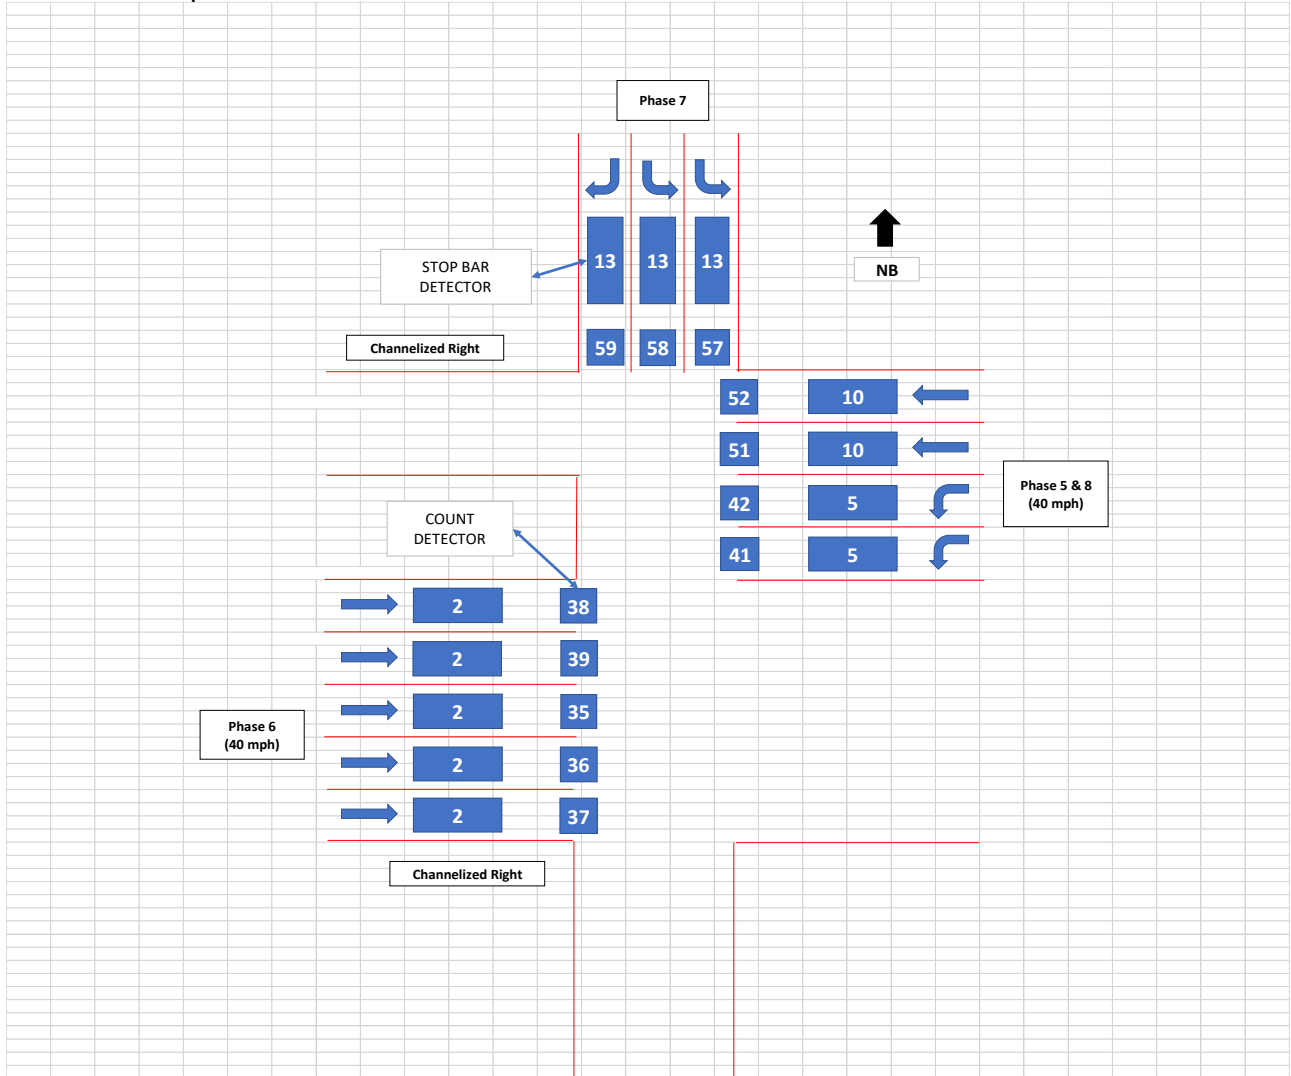 Phase 7
13 13 13
STOP BAR
DETECTOR
NB
Channelized Right
59 58 57
52 10
51 10
42 5
41 5
Phase 5 & 8
(40 mph)
COUNT
DETECTOR
2 38
2 39
2 35
2 36
2 37
Phase 6
(40 mph)
Channelized Right